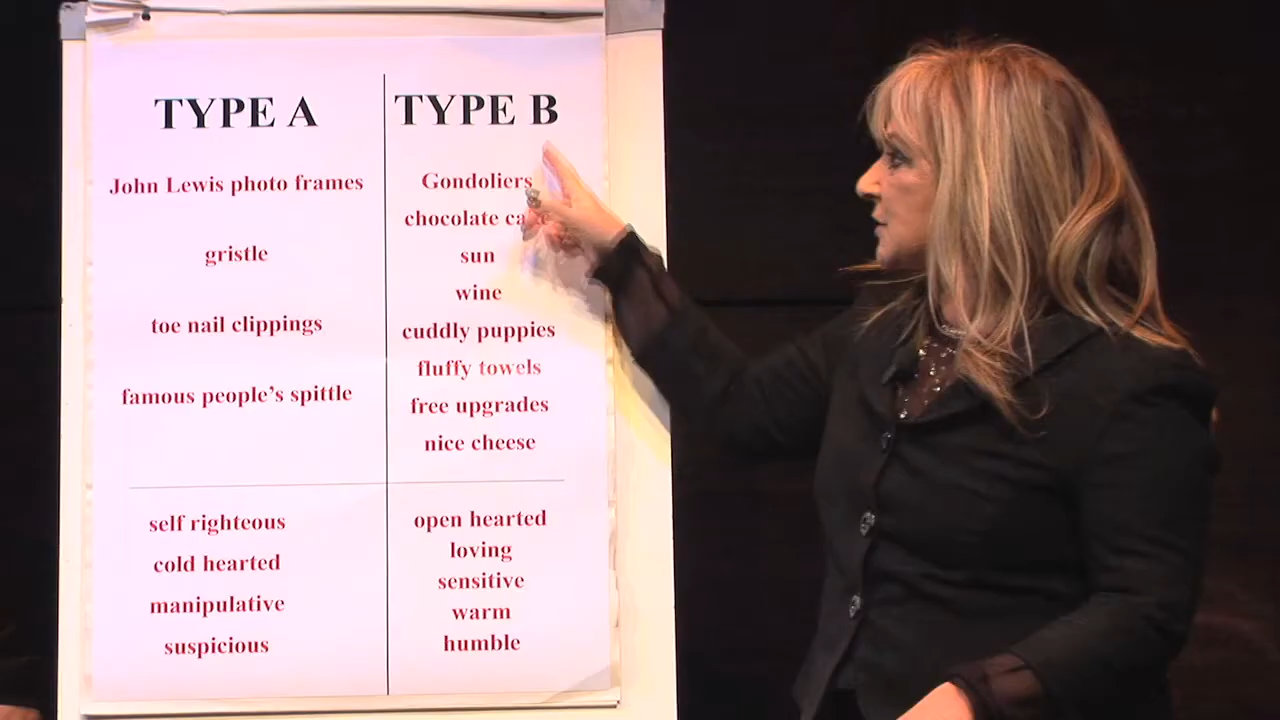 TYPE A
John Lewis photo frames
gristle
toe nail clippings
famous people's spittle
self righteous
cold hearted
manipulative
suspicious
TYPE B
Gondoliers
chocolate
sun
wine
cuddly puppies
fluffy towels
free upgrades
nice cheese
open hearted
loving
sensitive
warm
humble